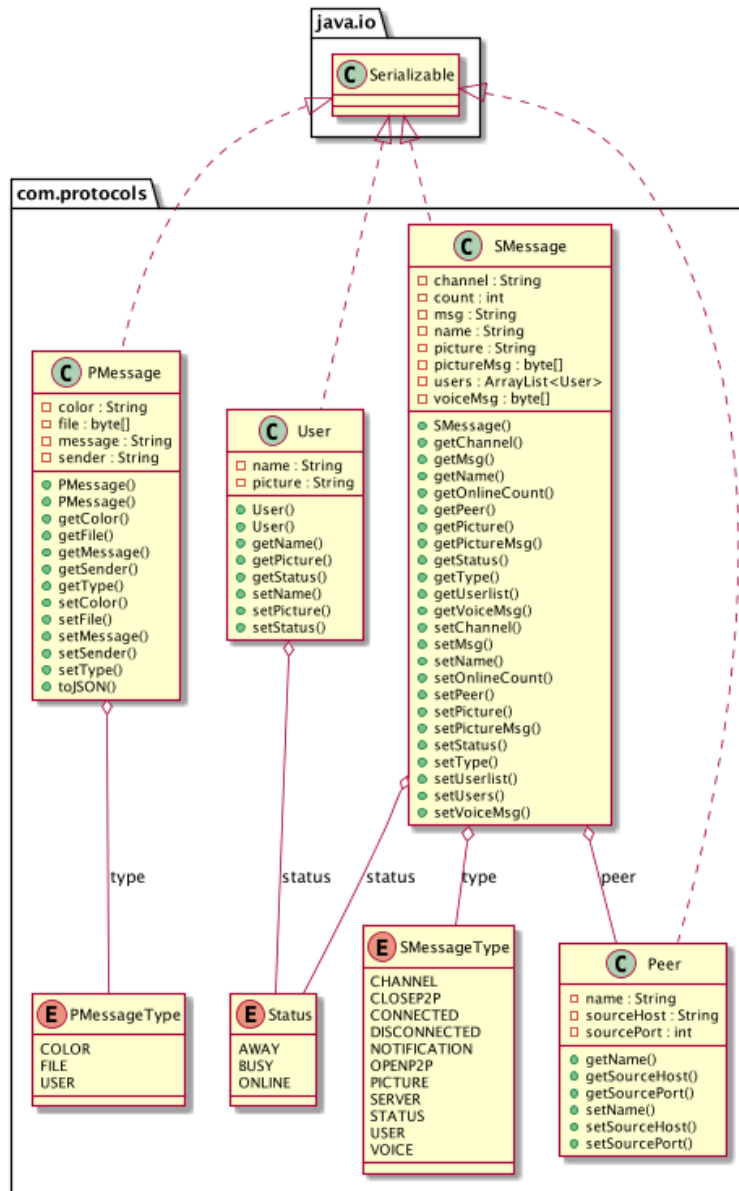 java.io
C Serializable
com.protocols
C SMessage
channel : String
count : int
msg : String
name : String
picture : String
pictureMsg : byte[]
users : ArrayList<User>
voiceMsg : byte[]
SMessage()
getChannel()
getMsg()
getName()
getOnlineCount()
getPeer()
getPicture()
getPictureMsg()
getStatus()
getType()
getUserlist()
getVoiceMsg()
setChannel()
setMsg()
setName()
setOnlineCount()
setPeer()
setPicture()
setPictureMsg()
setStatus()
setType()
setUserlist()
setUsers()
setVoiceMsg()
C PMessage
color : String
file : byte[]
message : String
sender : String
PMessage()
PMessage()
getColor()
getFile()
getMessage()
getSender()
getType()
setColor()
setFile()
setMessage()
setSender()
setType()
toJSON()
C User
name : String
picture : String
User()
User()
getName()
getPicture()
getStatus()
setName()
setPicture()
setStatus()
type
status
status
type
peer
E PMessageType
COLOR
FILE
USER
E Status
AWAY
BUSY
ONLINE
E SMessageType
CHANNEL
CLOSEP2P
CONNECTED
DISCONNECTED
NOTIFICATION
OPENP2P
PICTURE
SERVER
STATUS
USER
VOICE
C Peer
name : String
sourceHost : String
sourcePort : int
getName()
getSourceHost()
getSourcePort()
setName()
setSourceHost()
setSourcePort()